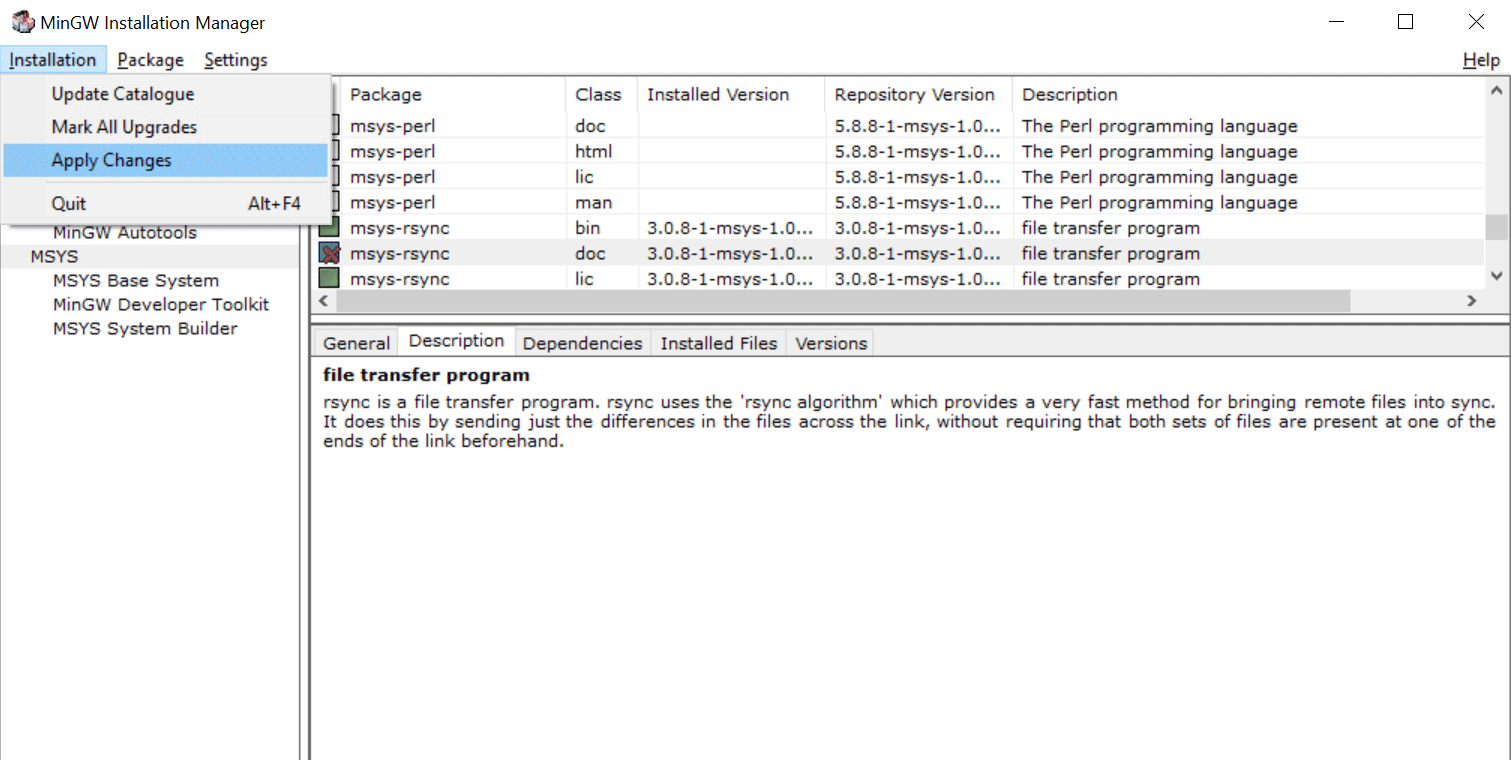 MinGW Installation Manager
Installation Package Settings Help
Update Catalogue
Mark All Upgrades
Apply Changes
Quit Alt+F4
MinGW Autotools
MSYS
MSYS Base System
MinGW Developer Toolkit
MSYS System Builder
Package Class Installed Version Repository Version Description
msys-perl doc 5.8.8-1-msys-1.0... The Perl programming language
msys-perl html 5.8.8-1-msys-1.0... The Perl programming language
msys-perl lic 5.8.8-1-msys-1.0... The Perl programming language
msys-perl man 5.8.8-1-msys-1.0... The Perl programming language
msys-rsync bin 3.0.8-1-msys-1.0... 3.0.8-1-msys-1.0... file transfer program
msys-rsync doc 3.0.8-1-msys-1.0... 3.0.8-1-msys-1.0... file transfer program
msys-rsync lic 3.0.8-1-msys-1.0... 3.0.8-1-msys-1.0... file transfer program
General Description Dependencies Installed Files Versions
file transfer program
rsync is a file transfer program. rsync uses the 'rsync algorithm' which provides a very fast method for bringing remote files into sync.
It does this by sending just the differences in the files across the link, without requiring that both sets of files are present at one of the
ends of the link beforehand.